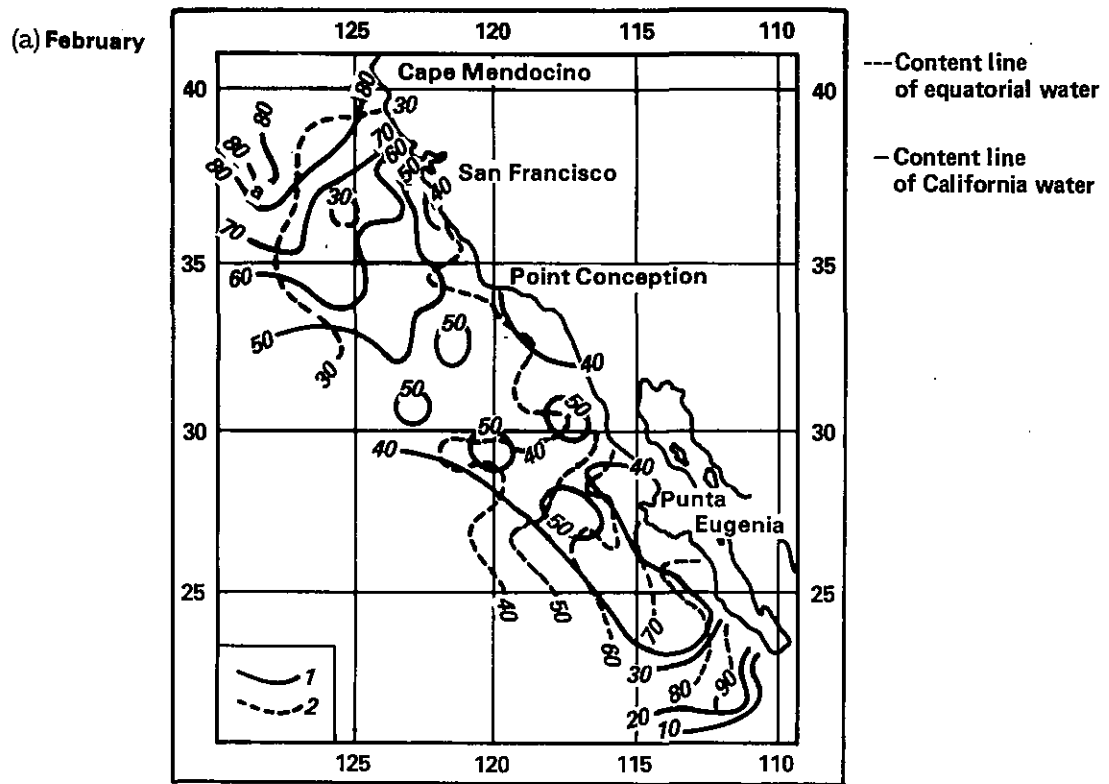 (a) February
125 120 115 110
--- Content line
of equatorial water
– Content line
of California water
Cape Mendocino
40 80 30 40
80 80 70
80 60
80 a 50 San Francisco
30 40
70
35 Point Conception 35
60
50 50
30 40
50 50
30 50 30
40 40 40
50 Punta
Eugenia
25 25
40 50 70
60
30 80 90
1
2 20 10
125 120 115 110